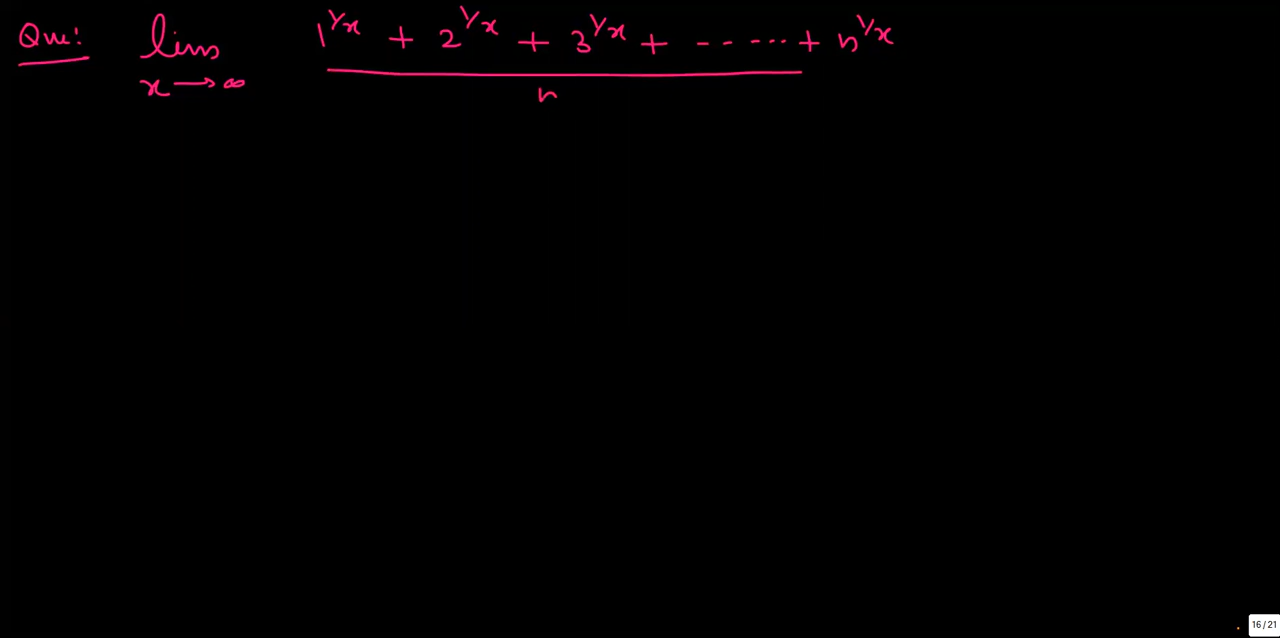 Que: lim x→∞ 1^1/x + 2^1/x + 3^1/x + ------ + n^1/x
n
16/21